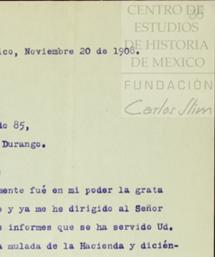 CENTRO DE
ESTUDIOS
DE HISTORIA
DE MEXICO
FUNDACIÓN
Carlos Slim
ico, Noviembre 20 de 1908.
io 85,
Durango.
mente fué en mi poder la grata
e y ya me he dirigido al Señor
s informes que se ha servido Ud.
a mulada de la Hacienda y dicién-